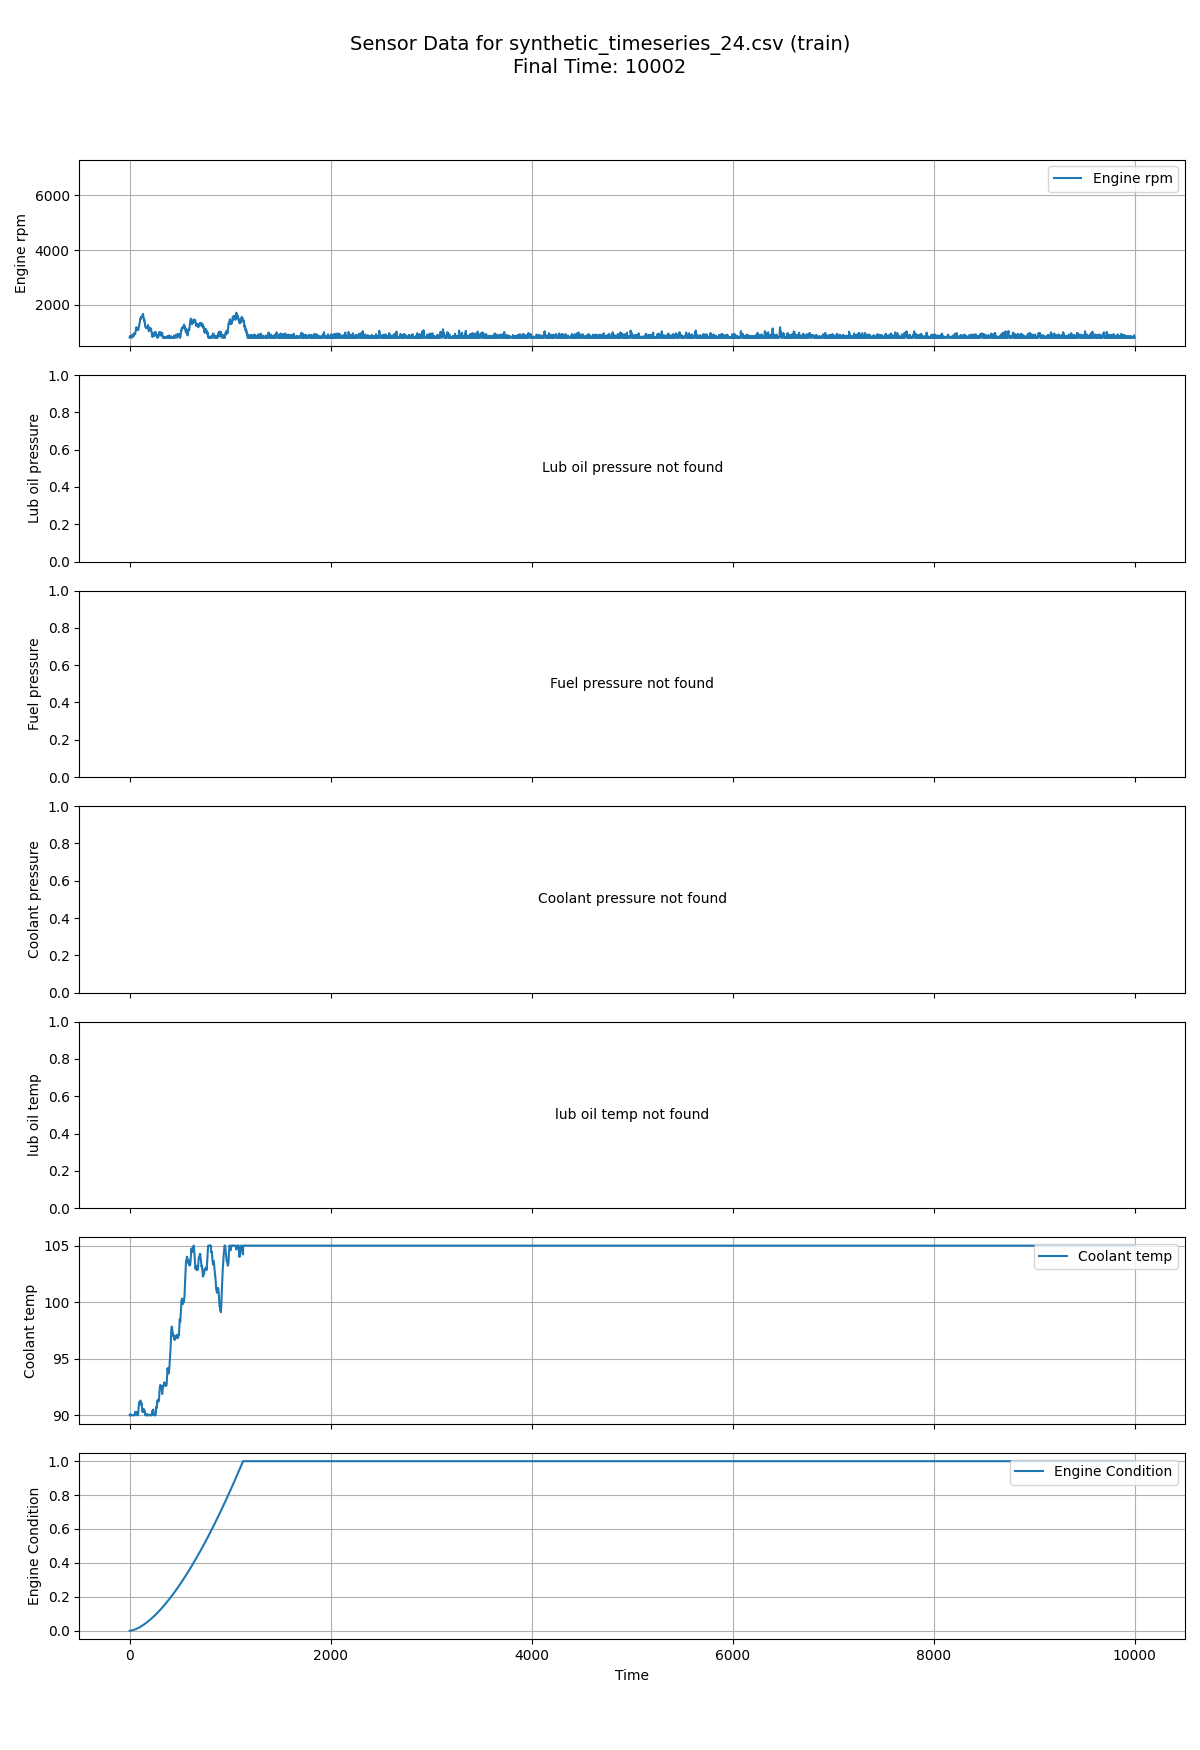 Sensor Data for synthetic_timeseries_24.csv (train)
Final Time: 10002
Engine rpm
6000
4000
2000
Engine rpm
Lub oil pressure
1.0
0.8
0.6
0.4
0.2
0.0
Lub oil pressure not found
Fuel pressure
1.0
0.8
0.6
0.4
0.2
0.0
Fuel pressure not found
Coolant pressure
1.0
0.8
0.6
0.4
0.2
0.0
Coolant pressure not found
lub oil temp
1.0
0.8
0.6
0.4
0.2
0.0
lub oil temp not found
Coolant temp
105
100
95
90
Coolant temp
Engine Condition
1.0
0.8
0.6
0.4
0.2
0.0
Engine Condition
0 2000 4000 6000 8000 10000
Time